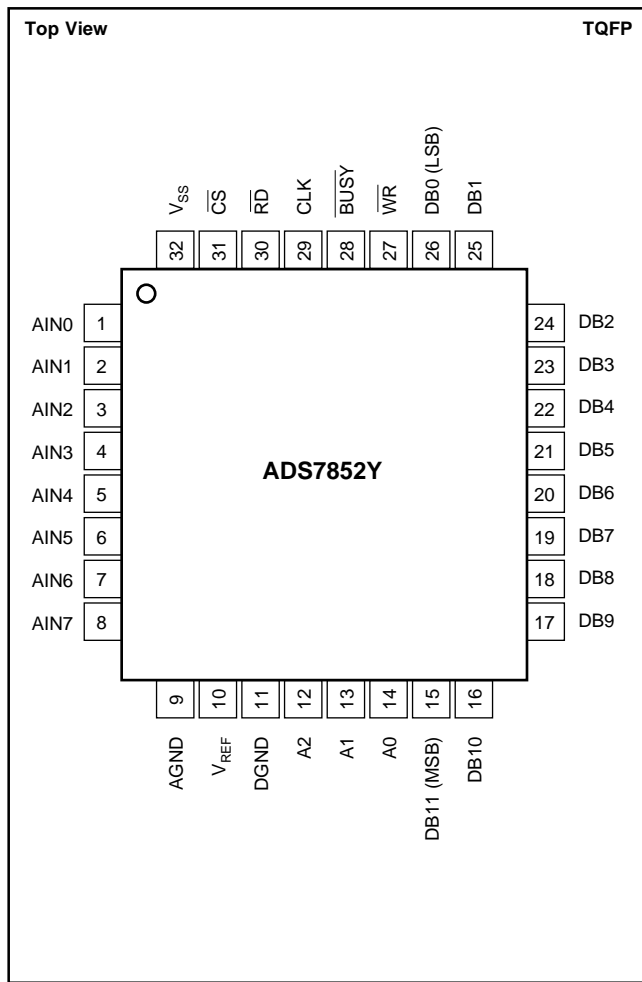 Top View
TQFP
V_SS
CS
RD
CLK
BUSY
WR
DB0 (LSB)
DB1
32
31
30
29
28
27
26
25
AIN0 1
AIN1 2
AIN2 3
AIN3 4
AIN4 5
AIN5 6
AIN6 7
AIN7 8
ADS7852Y
24 DB2
23 DB3
22 DB4
21 DB5
20 DB6
19 DB7
18 DB8
17 DB9
9
10
11
12
13
14
15
16
AGND
V_REF
DGND
A2
A1
A0
DB11 (MSB)
DB10